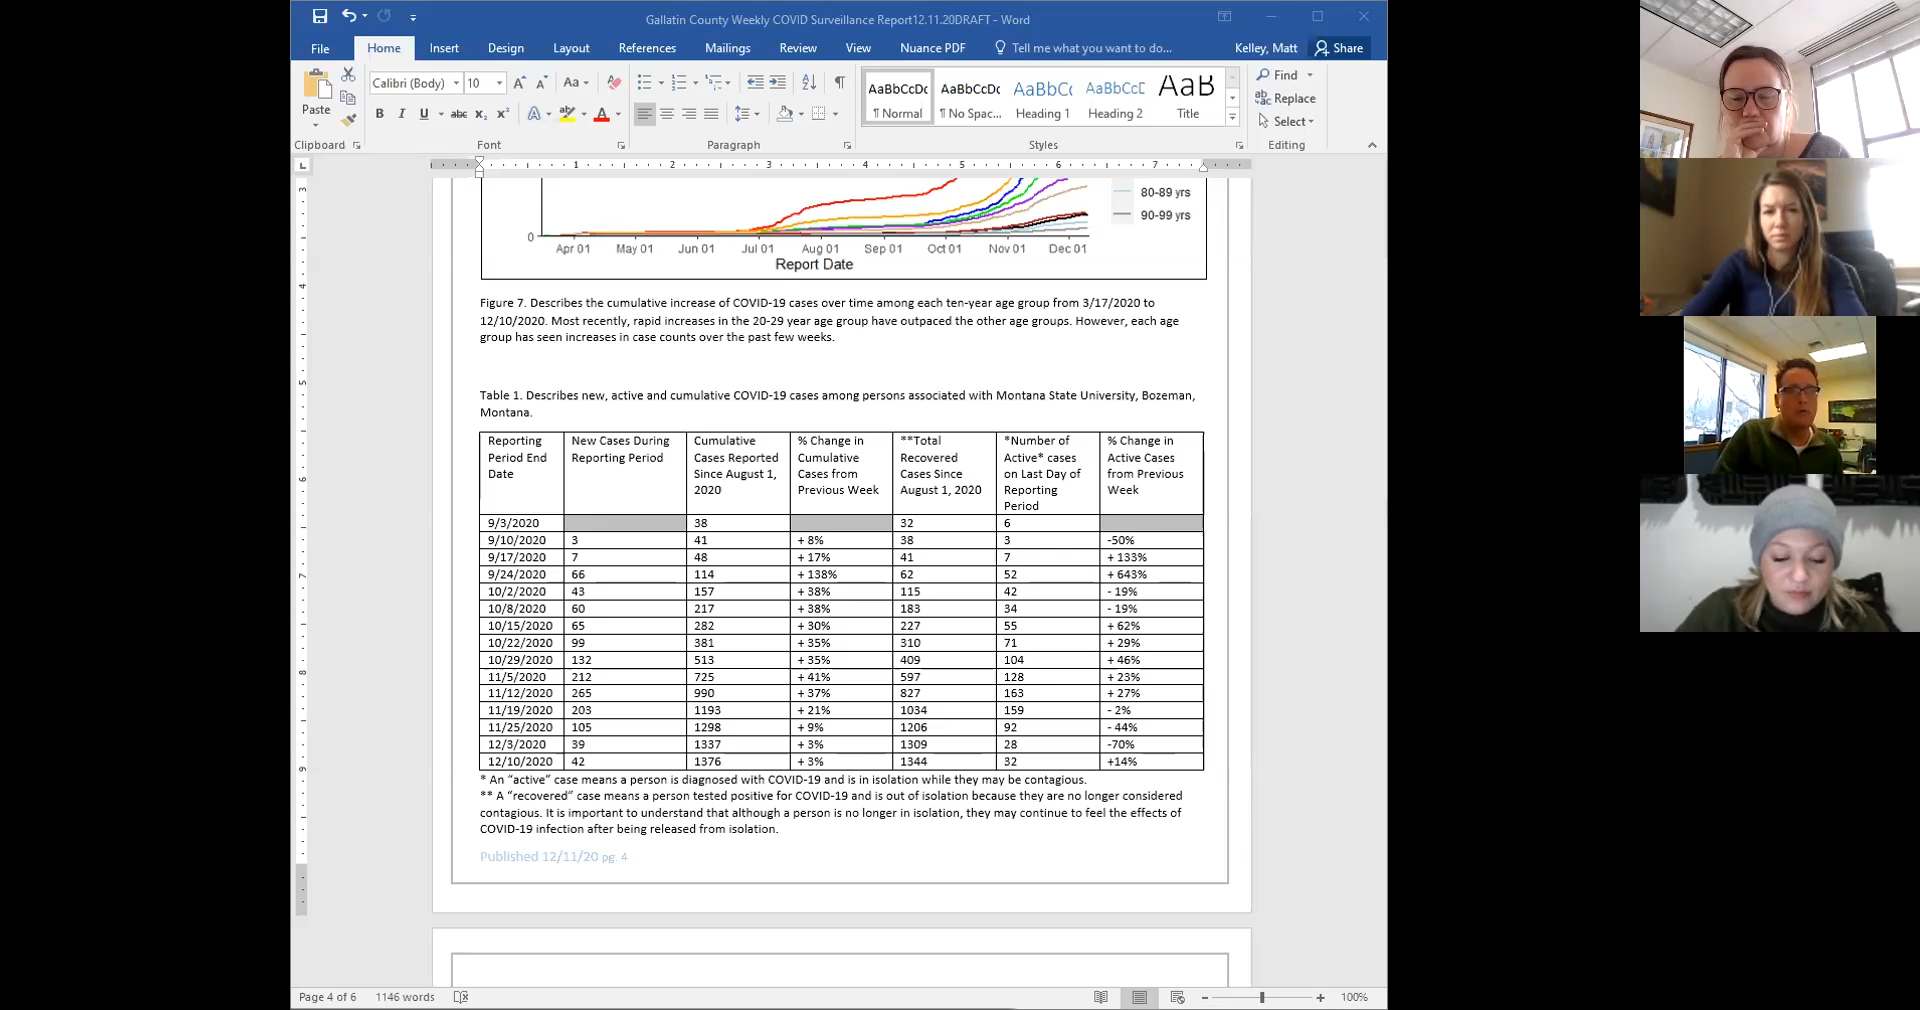 Gallatin County Weekly COVID Surveillance Report12.11.20DRAFT - Word
File Home Insert Design Layout References Mailings Review View Nuance PDF Tell me what you want to do... Kelley, Matt Share
Calibri (Body) 10 Aa
Paste
B I U abc X₂ X² A ab A
AaBbCcDc AaBbCcDc AaBbCc AaBbCcD AaB
¶ Normal ¶ No Spac... Heading 1 Heading 2 Title
Find
Replace
Select
Clipboard Font Paragraph Styles Editing
1 2 3 4 5 6 7
80-89 yrs
90-99 yrs
0
Apr 01 May 01 Jun 01 Jul 01 Aug 01 Sep 01 Oct 01 Nov 01 Dec 01
Report Date
Figure 7. Describes the cumulative increase of COVID-19 cases over time among each ten-year age group from 3/17/2020 to
12/10/2020. Most recently, rapid increases in the 20-29 year age group have outpaced the other age groups. However, each age
group has seen increases in case counts over the past few weeks.
Table 1. Describes new, active and cumulative COVID-19 cases among persons associated with Montana State University, Bozeman,
Montana.
Reporting New Cases During Cumulative % Change in **Total *Number of % Change in
Period End Reporting Period Cases Reported Cumulative Recovered Active* cases Active Cases
Date Since August 1, Cases from Cases Since on Last Day of from Previous
2020 Previous Week August 1, 2020 Reporting Week
Period
9/3/2020 38 32 6
9/10/2020 3 41 + 8% 38 3 -50%
9/17/2020 7 48 + 17% 41 7 + 133%
9/24/2020 66 114 + 138% 62 52 + 643%
10/2/2020 43 157 + 38% 115 42 - 19%
10/8/2020 60 217 + 38% 183 34 - 19%
10/15/2020 65 282 + 30% 227 55 + 62%
10/22/2020 99 381 + 35% 310 71 + 29%
10/29/2020 132 513 + 35% 409 104 + 46%
11/5/2020 212 725 + 41% 597 128 + 23%
11/12/2020 265 990 + 37% 827 163 + 27%
11/19/2020 203 1193 + 21% 1034 159 - 2%
11/25/2020 105 1298 + 9% 1206 92 - 44%
12/3/2020 39 1337 + 3% 1309 28 -70%
12/10/2020 42 1376 + 3% 1344 32 +14%
* An “active” case means a person is diagnosed with COVID-19 and is in isolation while they may be contagious.
** A “recovered” case means a person tested positive for COVID-19 and is out of isolation because they are no longer considered
contagious. It is important to understand that although a person is no longer in isolation, they may continue to feel the effects of
COVID-19 infection after being released from isolation.
Published 12/11/20 pg. 4
Page 4 of 6 1146 words 100%